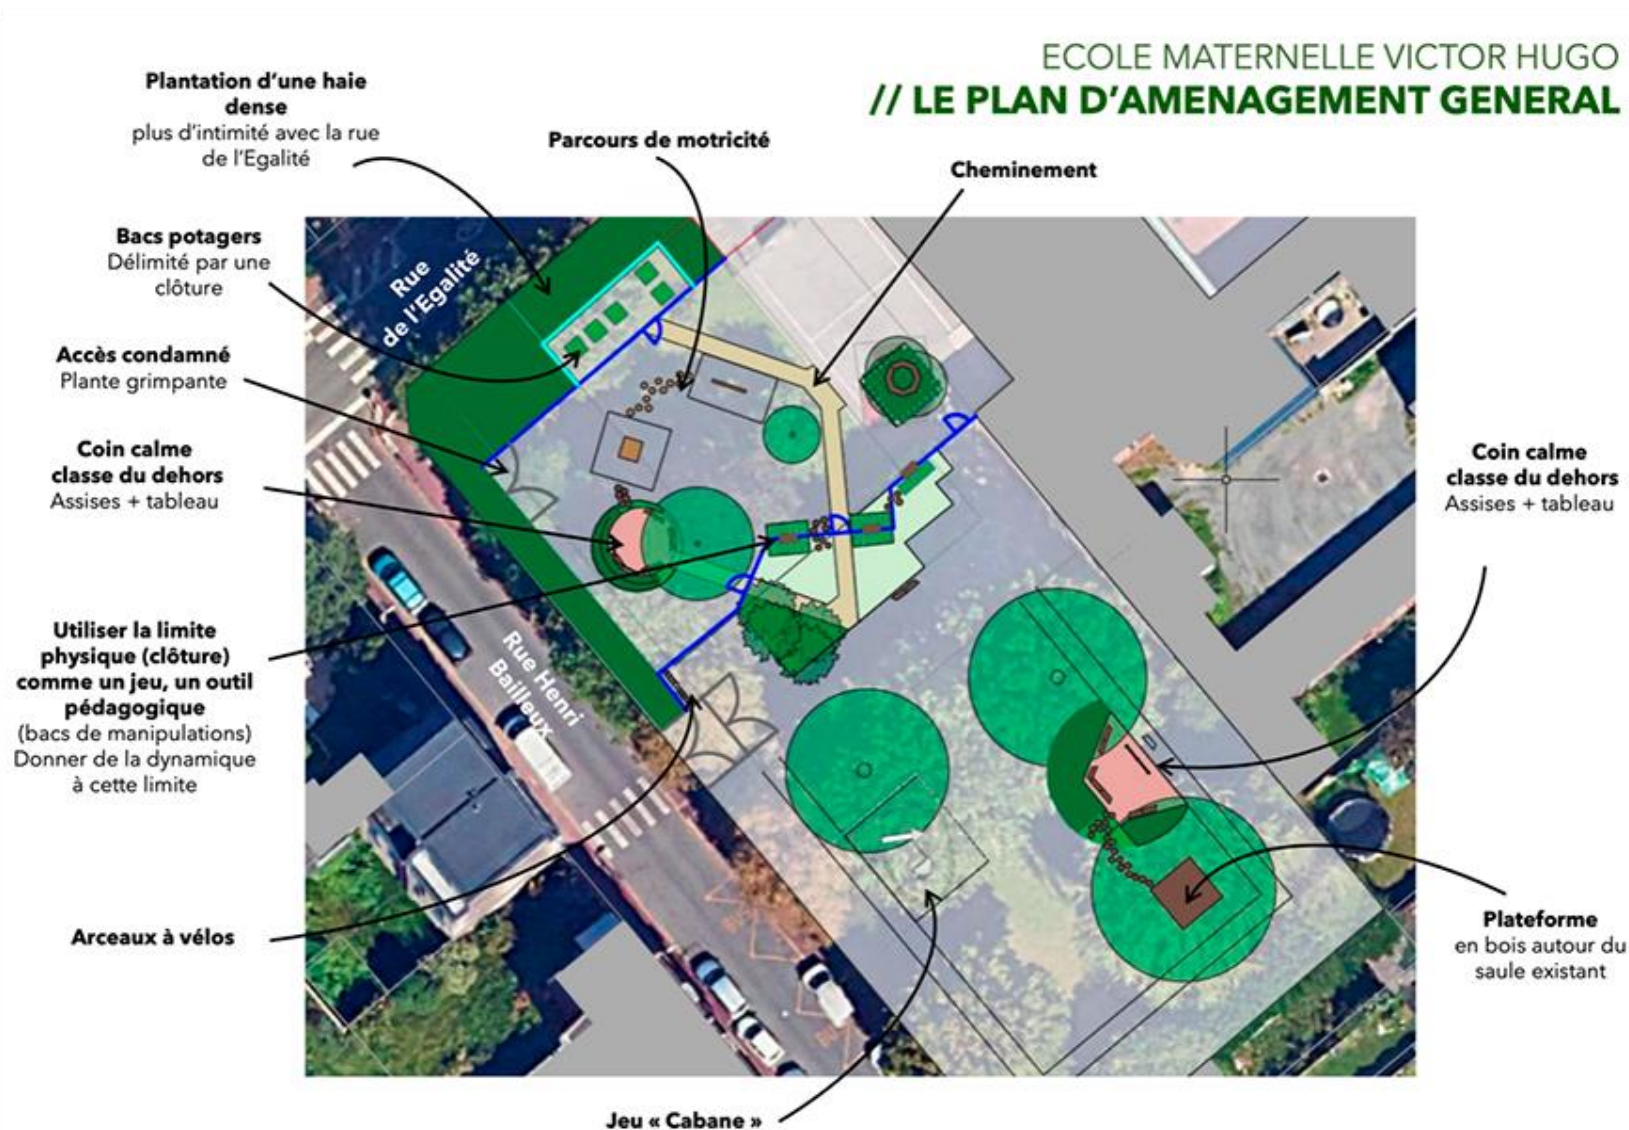 ECOLE MATERNELLE VICTOR HUGO
// LE PLAN D'AMENAGEMENT GENERAL
Plantation d'une haie
dense
plus d'intimité avec la rue
de l'Egalité
Parcours de motricité
Cheminement
Bacs potagers
Délimité par une
clôture
Rue
de l'Egalité
Accès condamné
Plante grimpante
Coin calme
classe du dehors
Assises + tableau
Coin calme
classe du dehors
Assises + tableau
Utiliser la limite
physique (clôture)
comme un jeu, un outil
pédagogique
(bacs de manipulations)
Donner de la dynamique
à cette limite
Rue Henri
Bailleux
Arceaux à vélos
Plateforme
en bois autour du
saule existant
Jeu « Cabane »